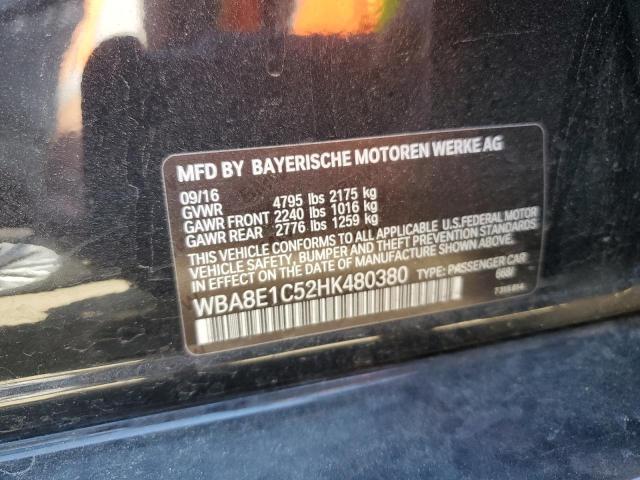 MFD BY BAYERISCHE MOTOREN WERKE AG
09/16
GVWR 4795 lbs 2175 kg
GAWR FRONT 2240 lbs 1016 kg
GAWR REAR 2776 lbs 1259 kg
THIS VEHICLE CONFORMS TO ALL APPLICABLE U.S.FEDERAL MOTOR
VEHICLE SAFETY, BUMPER AND THEFT PREVENTION STANDARDS
IN EFFECT ON THE DATE OF MANUFACTURE SHOWN ABOVE.
WBA8E1C52HK480380 TYPE: PASSENGER CAR
668/